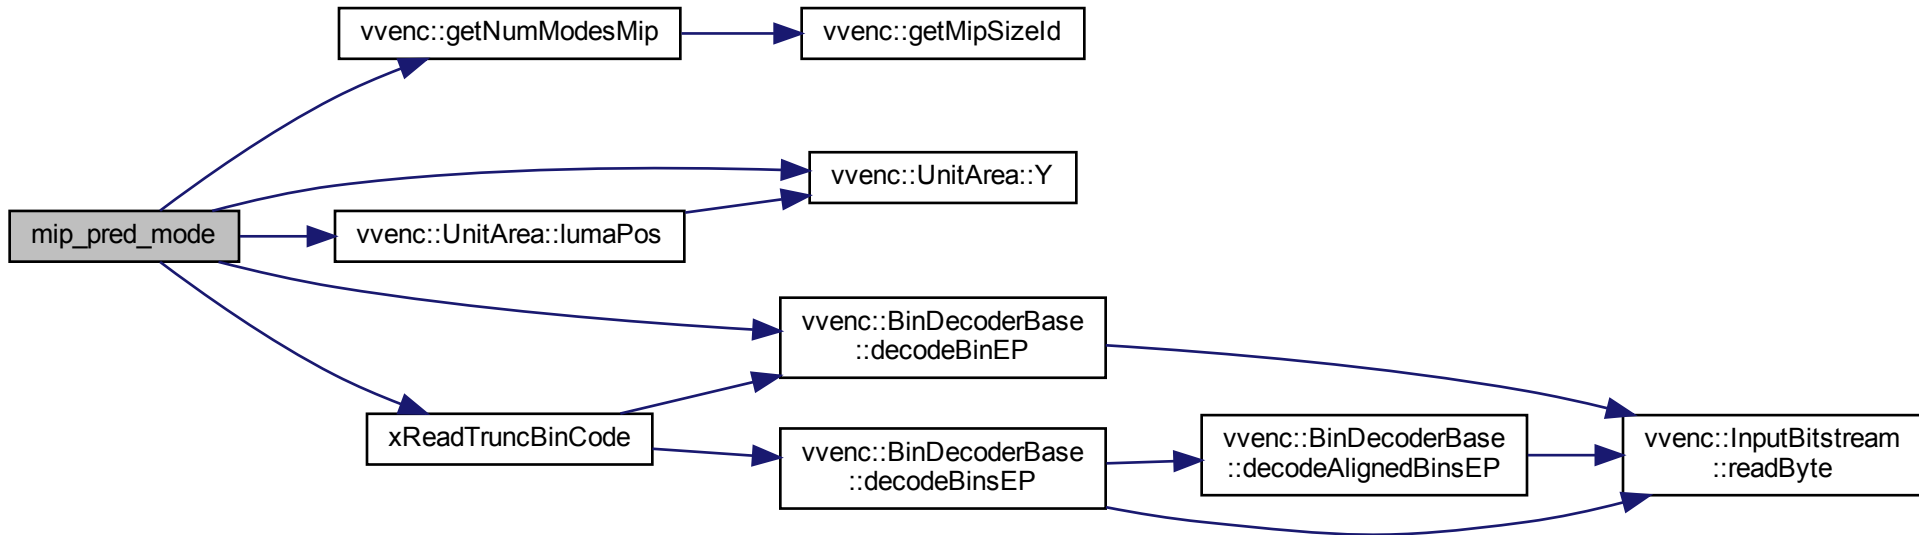 mip_pred_mode
vvenc::getNumModesMip
vvenc::getMipSizeId
vvenc::UnitArea::Y
vvenc::UnitArea::lumaPos
vvenc::BinDecoderBase
::decodeBinEP
xReadTruncBinCode
vvenc::BinDecoderBase
::decodeBinsEP
vvenc::BinDecoderBase
::decodeAlignedBinsEP
vvenc::InputBitstream
::readByte